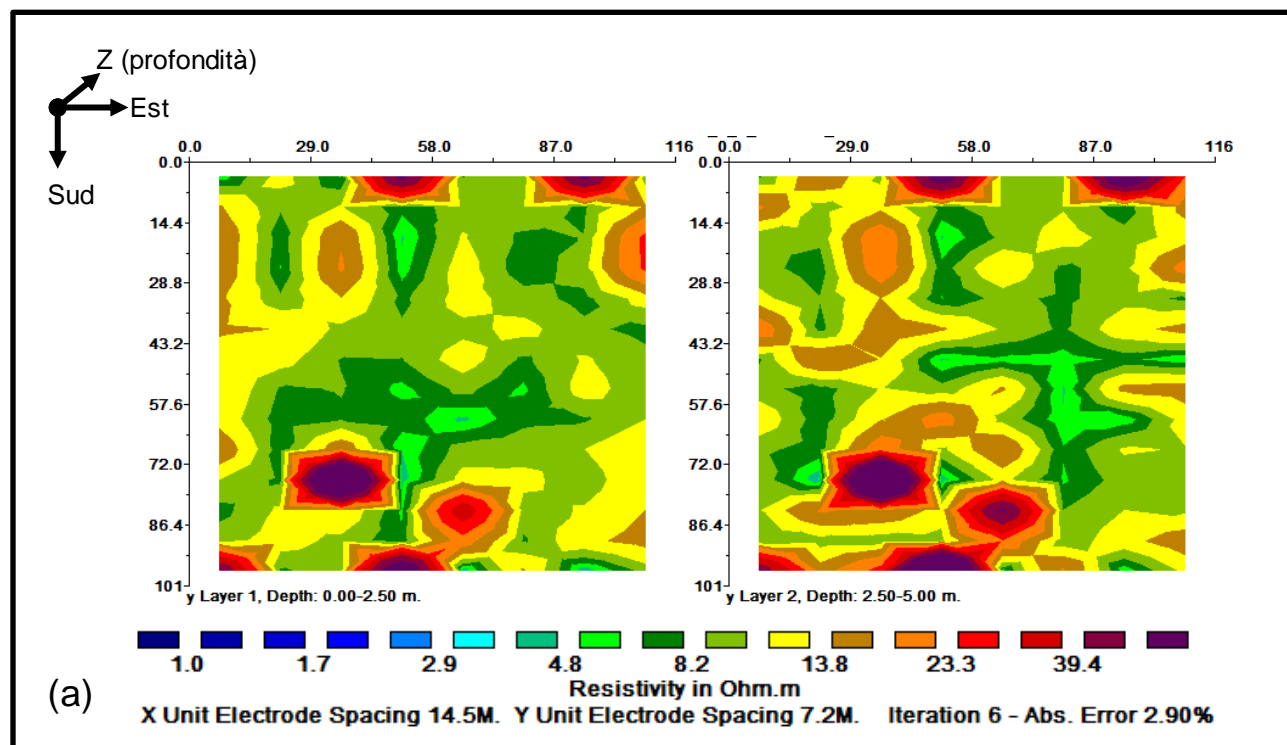 Z (profondità)
Est
Sud
0.0 29.0 58.0 87.0 116
0.0
14.4
28.8
43.2
57.6
72.0
86.4
101
y Layer 1, Depth: 0.00-2.50 m.
0.0 29.0 58.0 87.0 116
0.0
14.4
28.8
43.2
57.6
72.0
86.4
101
y Layer 2, Depth: 2.50-5.00 m.
1.0 1.7 2.9 4.8 8.2 13.8 23.3 39.4
Resistivity in Ohm.m
(a)
X Unit Electrode Spacing 14.5M. Y Unit Electrode Spacing 7.2M. Iteration 6 - Abs. Error 2.90%